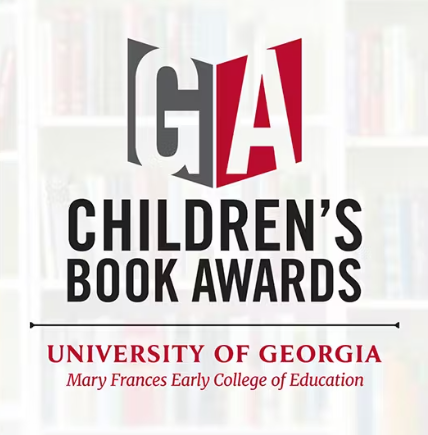 GA
CHILDREN'S
BOOK AWARDS
UNIVERSITY OF GEORGIA
Mary Frances Early College of Education